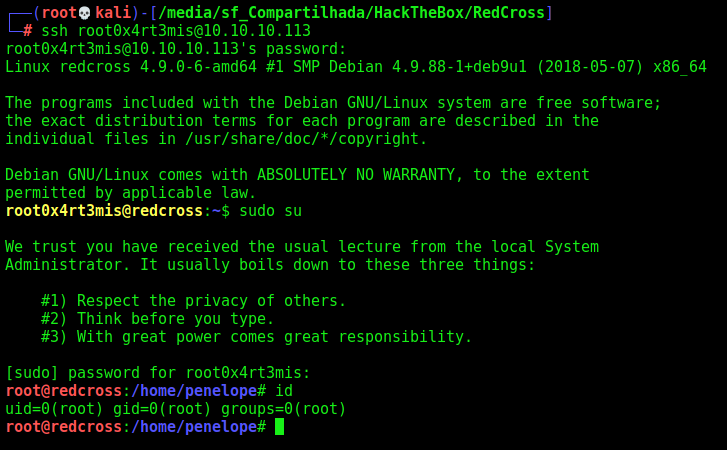 ┌──(root💀kali)-[/media/sf_Compartilhada/HackTheBox/RedCross]
└─# ssh root0x4rt3mis@10.10.10.113
root0x4rt3mis@10.10.10.113's password:
Linux redcross 4.9.0-6-amd64 #1 SMP Debian 4.9.88-1+deb9u1 (2018-05-07) x86_64
The programs included with the Debian GNU/Linux system are free software;
the exact distribution terms for each program are described in the
individual files in /usr/share/doc/*/copyright.
Debian GNU/Linux comes with ABSOLUTELY NO WARRANTY, to the extent
permitted by applicable law.
root0x4rt3mis@redcross:~$ sudo su
We trust you have received the usual lecture from the local System
Administrator. It usually boils down to these three things:
#1) Respect the privacy of others.
#2) Think before you type.
#3) With great power comes great responsibility.
[sudo] password for root0x4rt3mis:
root@redcross:/home/penelope# id
uid=0(root) gid=0(root) groups=0(root)
root@redcross:/home/penelope#